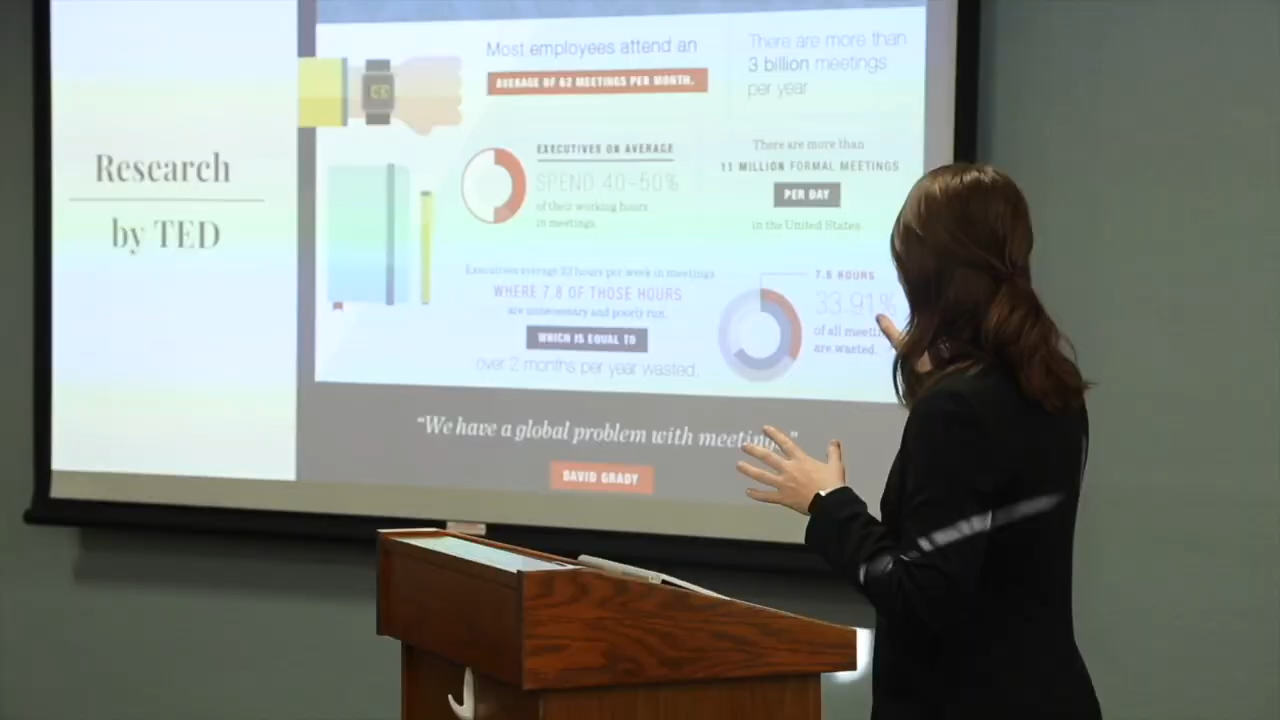 Research
by TED
Most employees attend an
AVERAGE OF 62 MEETINGS PER MONTH.
There are more than
3 billion meetings
per year
EXECUTIVES ON AVERAGE
SPEND 40-50%
of their working hours
in meetings.
There are more than
11 MILLION FORMAL MEETINGS
PER DAY
in the United States.
Executives average 23 hours per week in meetings
WHERE 7.8 OF THOSE HOURS
are unnecessary and poorly run.
WHICH IS EQUAL TO
over 2 months per year wasted.
7.8 HOURS
33.91%
of all
are wasted.
“We have a global problem with meetings.”
DAVID GRADY